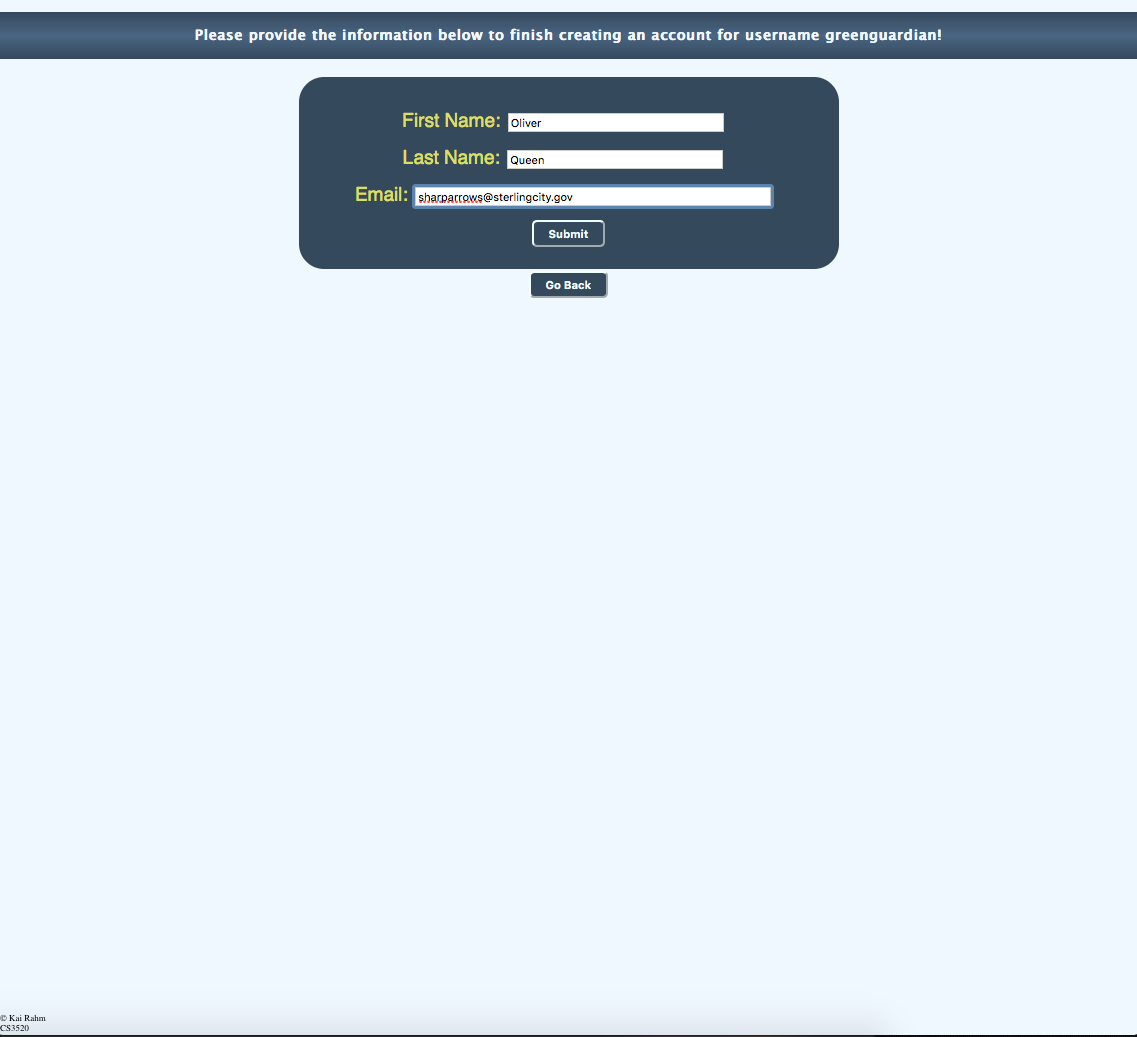 Please provide the information below to finish creating an account for username greenguardian!
First Name: Oliver
Last Name: Queen
Email: sharparrows@sterlingcity.gov
Submit
Go Back
© Kai Rahm
CS3520